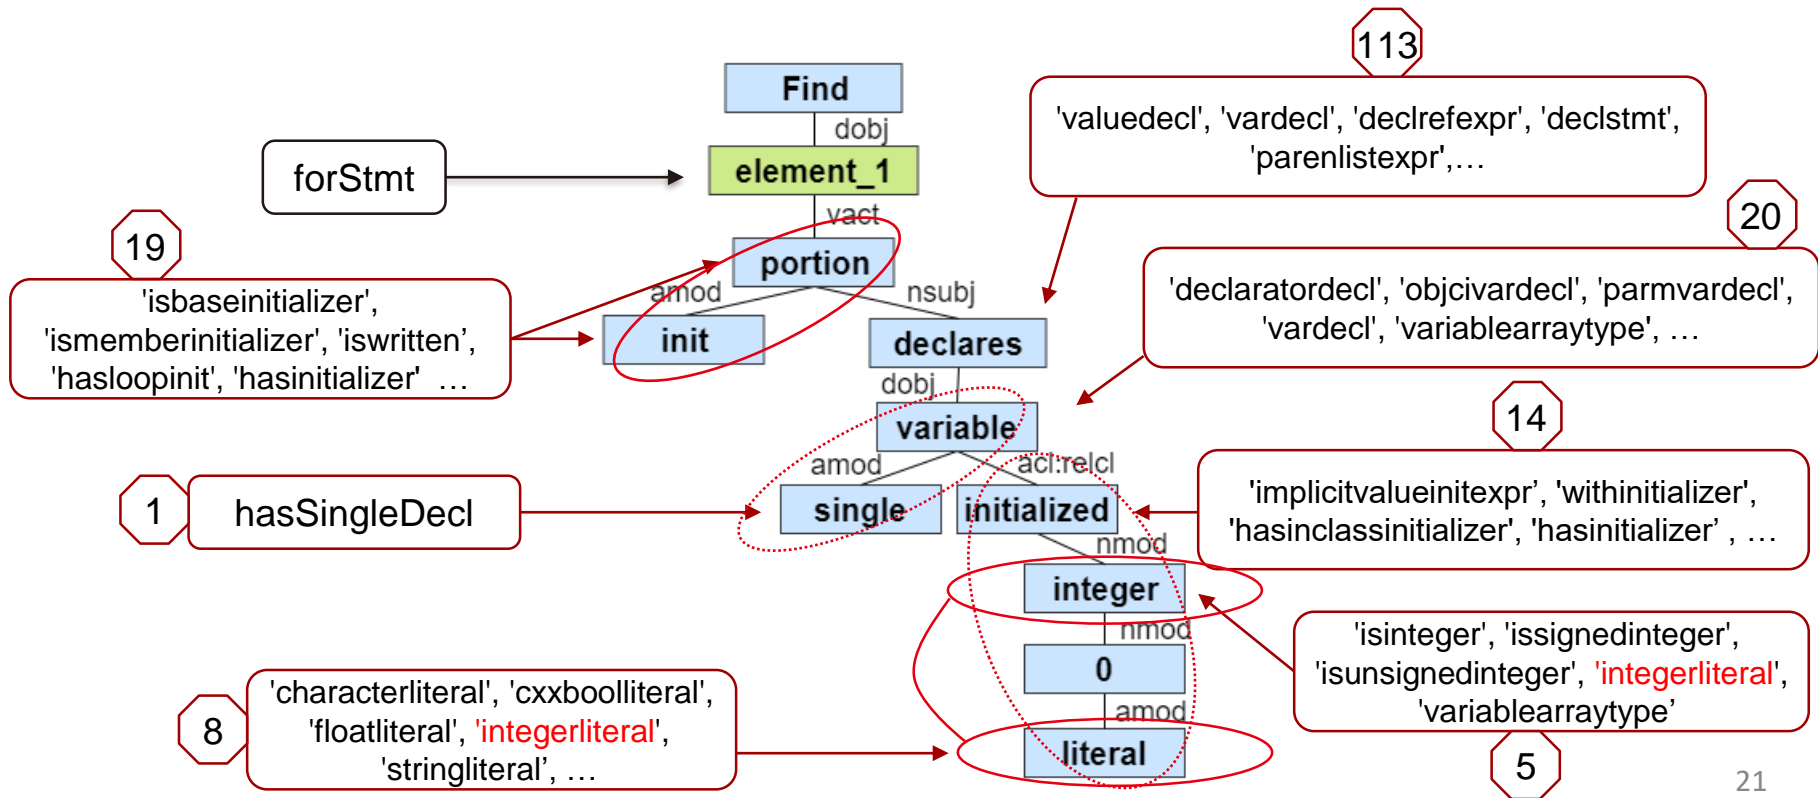 113
Find
'valuedecl', 'vardecl', 'declrefexpr', 'declstmt',
'parenlistexpr',…
dobj
forStmt
element_1
vact
20
19
portion
'declaratordecl', 'objcivardecl', 'parmvardecl',
'vardecl', 'variablearraytype', …
'isbaseinitializer',
'ismemberinitializer', 'iswritten’,
'hasloopinit', 'hasinitializer' …
amod
nsubj
init
declares
dobj
14
variable
amod
acl:relcl
'implicitvalueinitexpr’, 'withinitializer',
'hasinclassinitializer', 'hasinitializer’ , …
1
hasSingleDecl
single
initialized
nmod
integer
nmod
'isinteger', 'issignedinteger',
'isunsignedinteger', 'integerliteral',
'variablearraytype’
0
8
'characterliteral', 'cxxboolliteral',
'floatliteral', 'integerliteral',
'stringliteral’, …
amod
literal
5
21